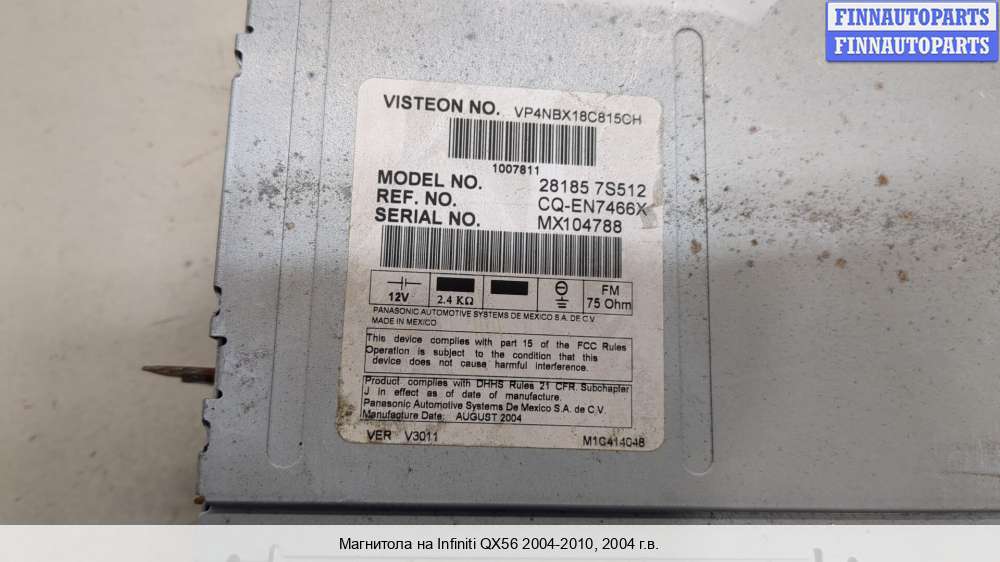 FINNAUTOPARTS
FINNAUTOPARTS
VISTEON NO. VP4NBX18C815CH
1007811
MODEL NO. 28185 7S512
REF. NO. CQ-EN7466X
SERIAL NO. MX104788
12V 2.4 KΩ FM 75 Ohm
PANASONIC AUTOMOTIVE SYSTEMS DE MEXICO S.A. DE C.V.
MADE IN MEXICO
This device complies with part 15 of the FCC Rules
Operation is subject to the condition that this
device does not cause harmful interference.
Product complies with DHHS Rules 21 CFR Subchapter
J in effect as of date of manufacture.
Panasonic Automotive Systems De Mexico S.A. de C.V.
Manufacture Date: AUGUST 2004
VER V3011 M1G414048
Магнитола на Infiniti QX56 2004-2010, 2004 г.в.